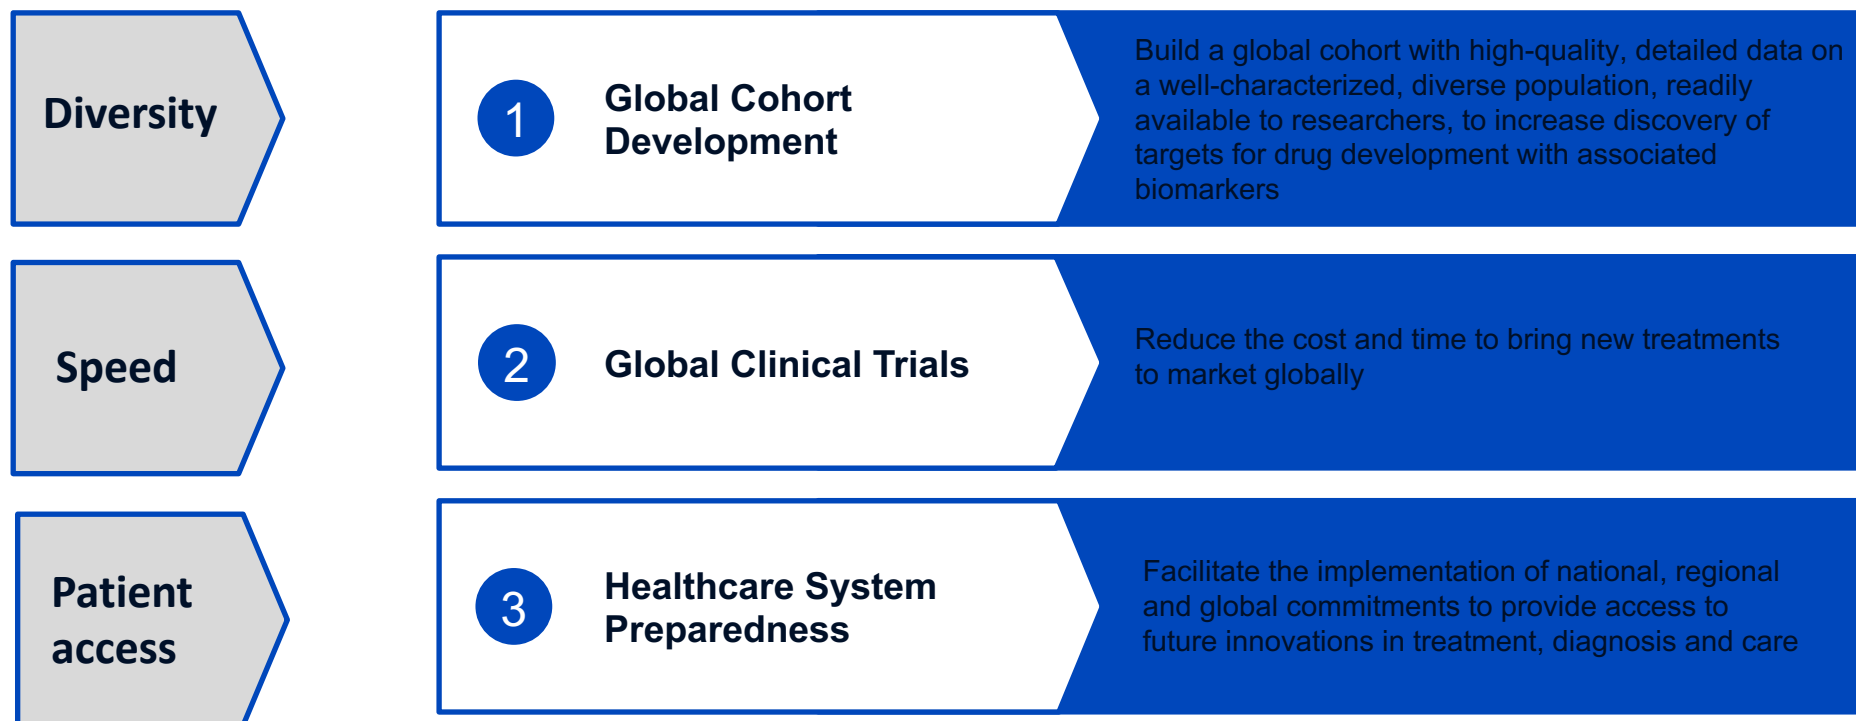 Diversity
1
Global Cohort
Development
Build a global cohort with high-quality, detailed data on
a well-characterized, diverse population, readily
available to researchers, to increase discovery of
targets for drug development with associated
biomarkers
Speed
2
Global Clinical Trials
Reduce the cost and time to bring new treatments
to market globally
Patient
access
3
Healthcare System
Preparedness
Facilitate the implementation of national, regional
and global commitments to provide access to
future innovations in treatment, diagnosis and care